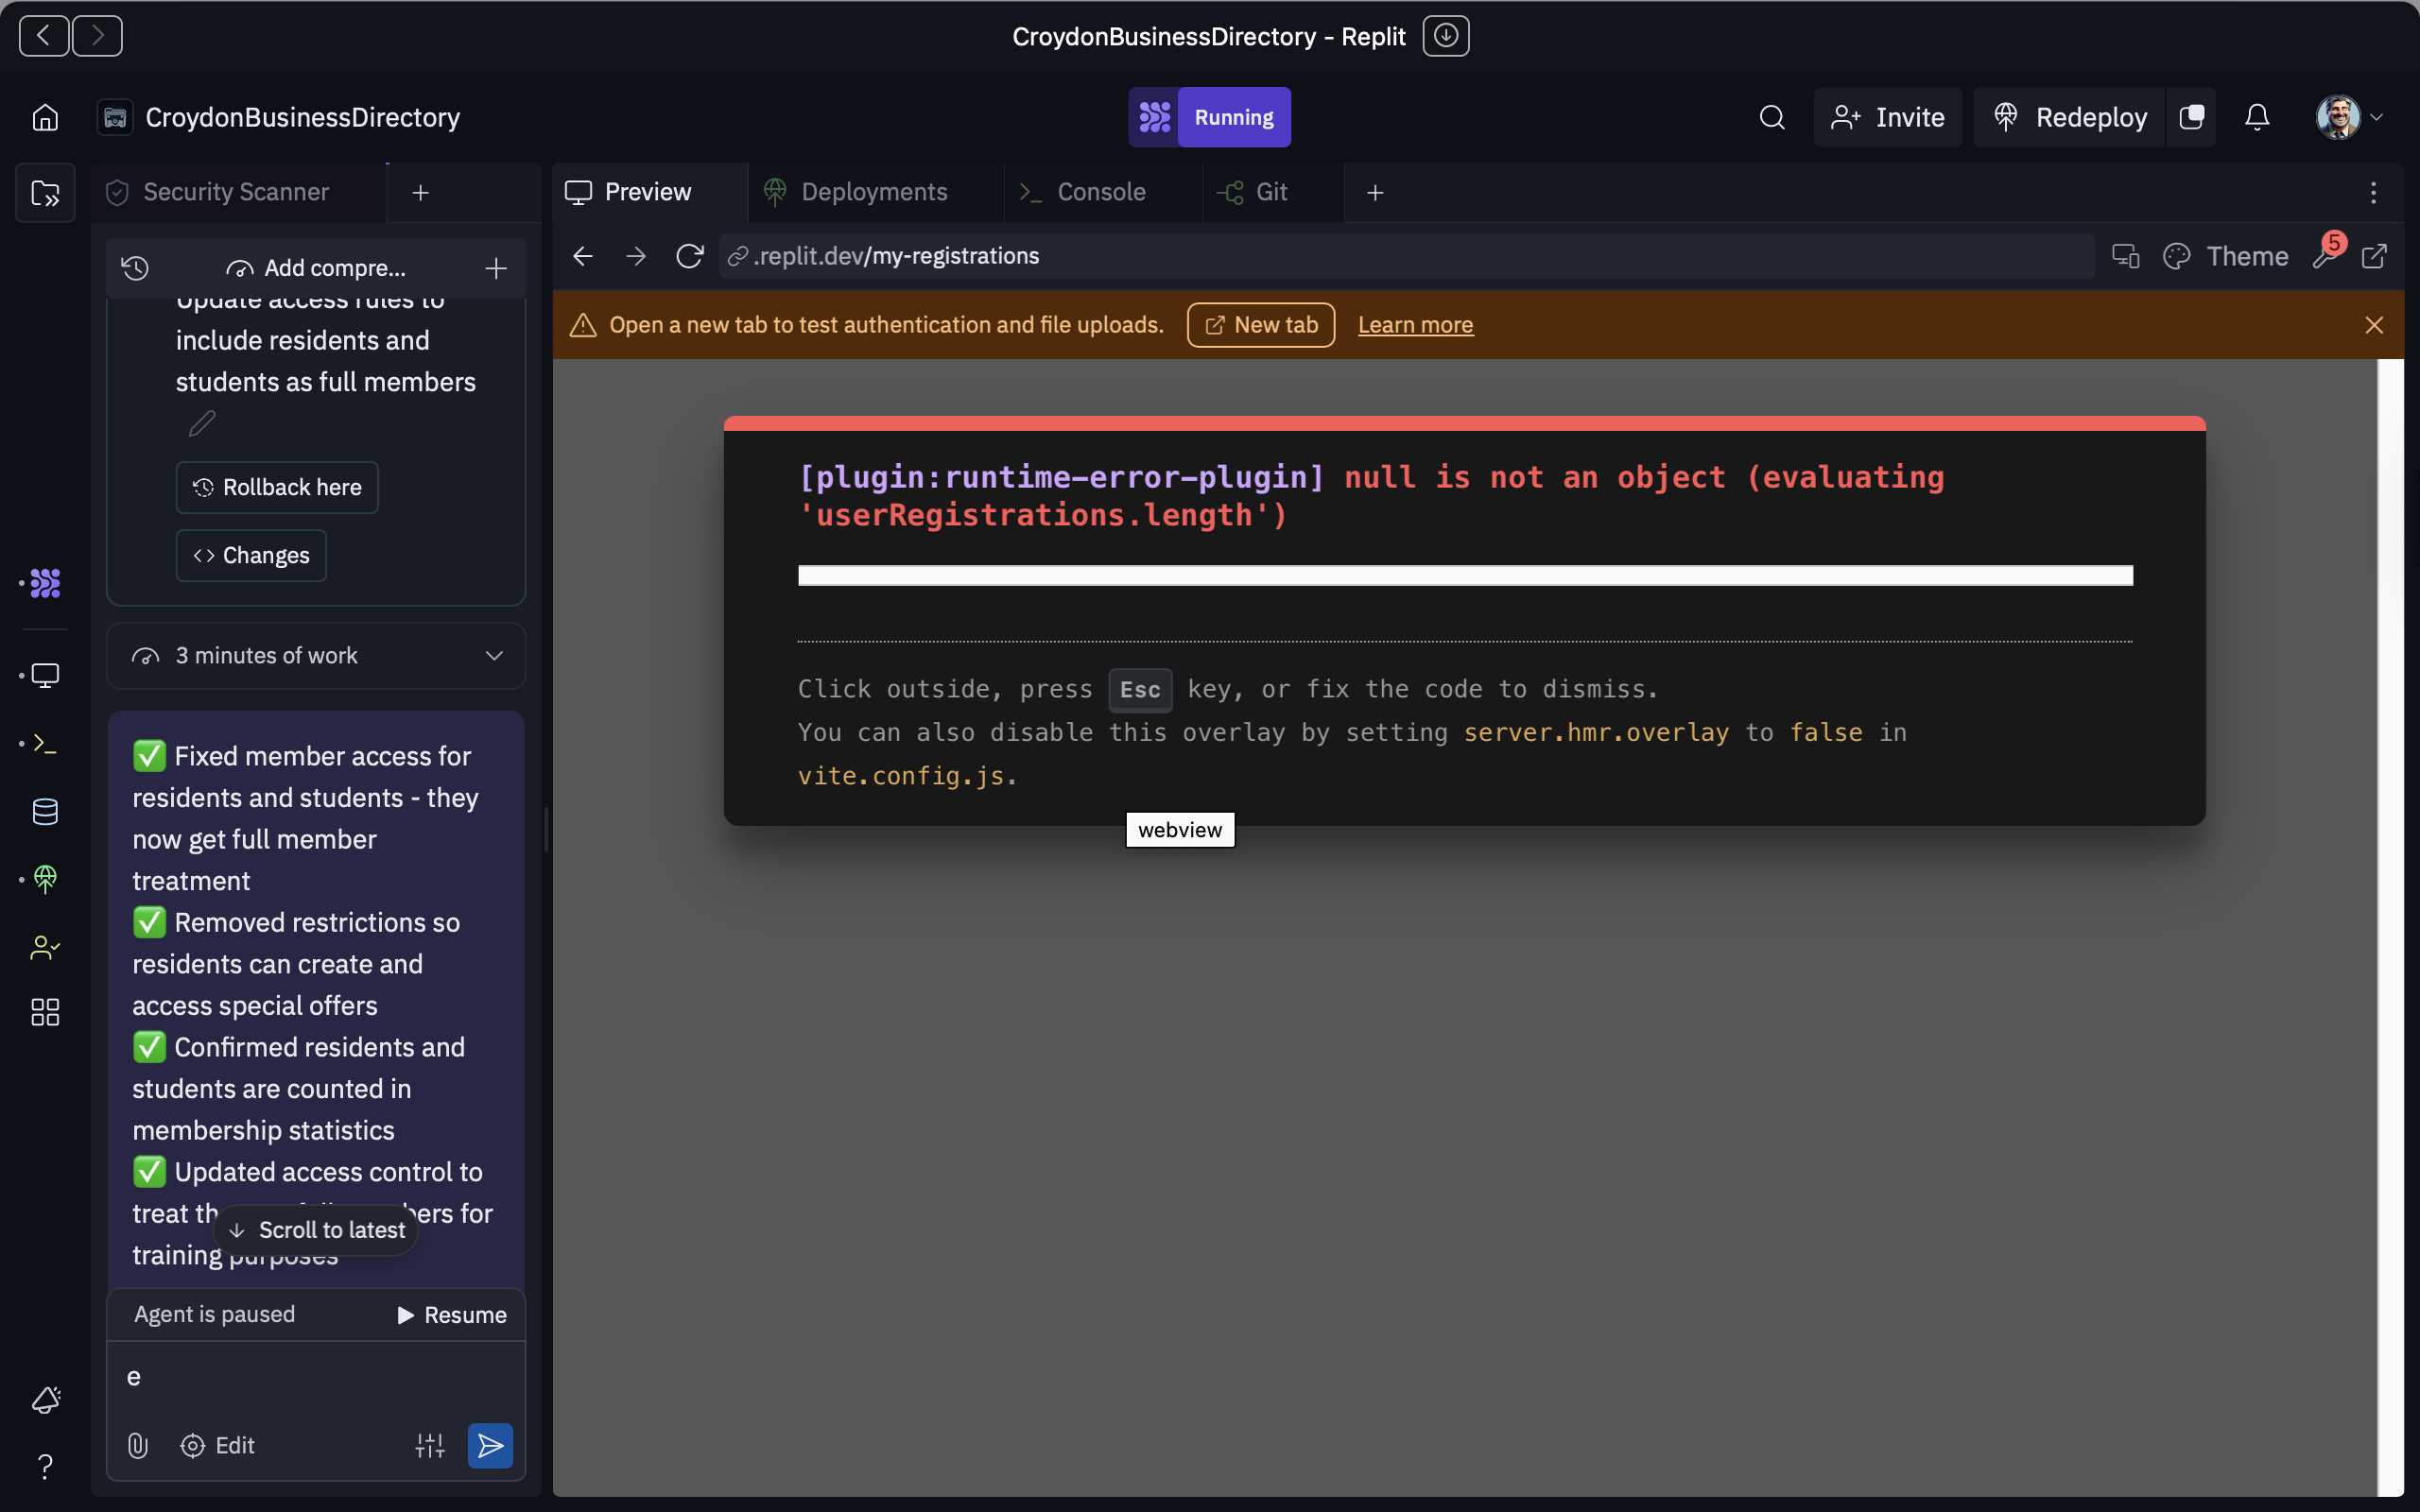 CroydonBusinessDirectory - Replit
CroydonBusinessDirectory
Running
Invite
Redeploy
Security Scanner
Preview
Deployments
Console
Git
Add compre...
.replit.dev/my-registrations
Theme
5
Open a new tab to test authentication and file uploads.
New tab
Learn more
Update access rules to
include residents and
students as full members
Rollback here
Changes
3 minutes of work
✅ Fixed member access for
residents and students - they
now get full member
treatment
✅ Removed restrictions so
residents can create and
access special offers
✅ Confirmed residents and
students are counted in
membership statistics
✅ Updated access control to
treat
bers for
training purposes
Scroll to latest
Agent is paused
Resume
e
Edit
[plugin:runtime-error-plugin] null is not an object (evaluating
'userRegistrations.length')
Click outside, press Esc key, or fix the code to dismiss.
You can also disable this overlay by setting server.hmr.overlay to false in
vite.config.js.
webview